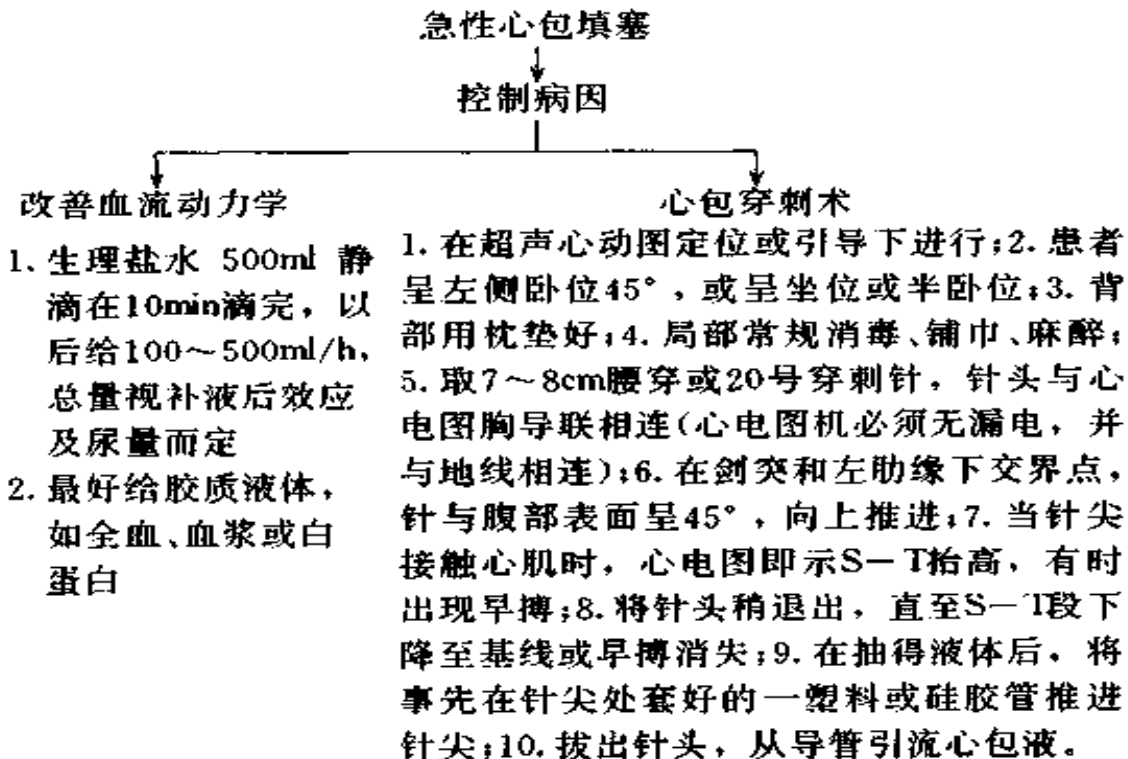 急性心包填塞
控制病因
改善血流动力学
1. 生理盐水 500ml 静
滴在10min滴完，以
后给100～500ml/h，
总量视补液后效应
及尿量而定
2. 最好给胶质液体，
如全血、血浆或白
蛋白
心包穿刺术
1. 在超声心动图定位或引导下进行；2. 患者
呈左侧卧位45°，或呈坐位或半卧位；3. 背
部用枕垫好；4. 局部常规消毒、铺巾、麻醉；
5. 取7～8cm腰穿或20号穿刺针，针头与心
电图胸导联相连（心电图机必须无漏电，并
与地线相连）；6. 在剑突和左肋缘下交界点，
针与腹部表面呈45°，向上推进；7. 当针尖
接触心肌时，心电图即示S－T抬高，有时
出现早搏；8. 将针头稍退出，直至S－T段下
降至基线或早搏消失；9. 在抽得液体后，将
事先在针尖处套好的一塑料或硅胶管推进
针尖；10. 拔出针头，从导管引流心包液。